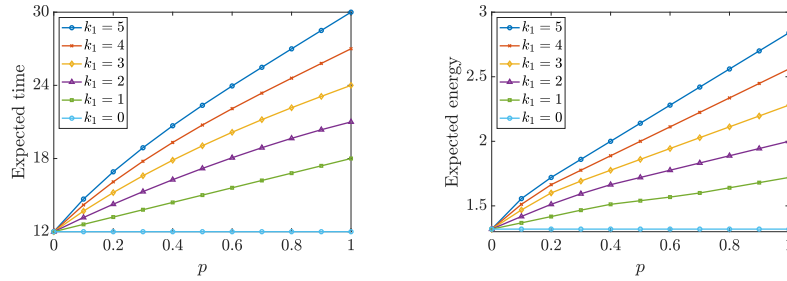 30
24
18
12
Expected time
k₁ = 5
k₁ = 4
k₁ = 3
k₁ = 2
k₁ = 1
k₁ = 0
0 0.2 0.4 0.6 0.8 1
p
3
2.5
2
1.5
Expected energy
k₁ = 5
k₁ = 4
k₁ = 3
k₁ = 2
k₁ = 1
k₁ = 0
0 0.2 0.4 0.6 0.8 1
p